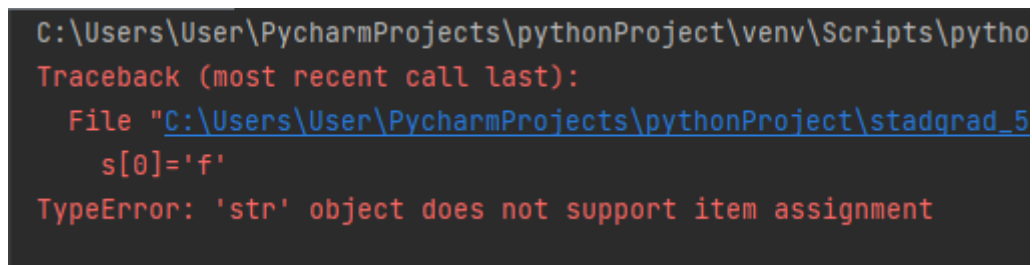 C:\Users\User\PycharmProjects\pythonProject\venv\Scripts\pytho
Traceback (most recent call last):
File "C:\Users\User\PycharmProjects\pythonProject\stadgrad_5
s[0]='f'
TypeError: 'str' object does not support item assignment